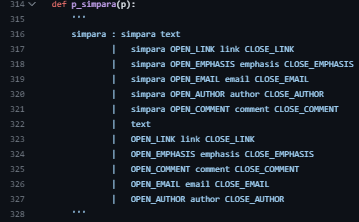 314 def p_simpara(p):
315 '''
316 simpara : simpara text
317 | simpara OPEN_LINK link CLOSE_LINK
318 | simpara OPEN_EMPHASIS emphasis CLOSE_EMPHASIS
319 | simpara OPEN_EMAIL email CLOSE_EMAIL
320 | simpara OPEN_AUTHOR author CLOSE_AUTHOR
321 | simpara OPEN_COMMENT comment CLOSE_COMMENT
322 | text
323 | OPEN_LINK link CLOSE_LINK
324 | OPEN_EMPHASIS emphasis CLOSE_EMPHASIS
325 | OPEN_COMMENT comment CLOSE_COMMENT
326 | OPEN_EMAIL email CLOSE_EMAIL
327 | OPEN_AUTHOR author CLOSE_AUTHOR
328 '''